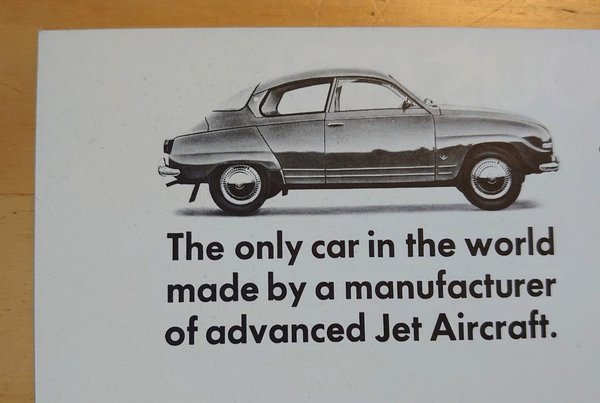 The only car in the world
made by a manufacturer
of advanced Jet Aircraft.